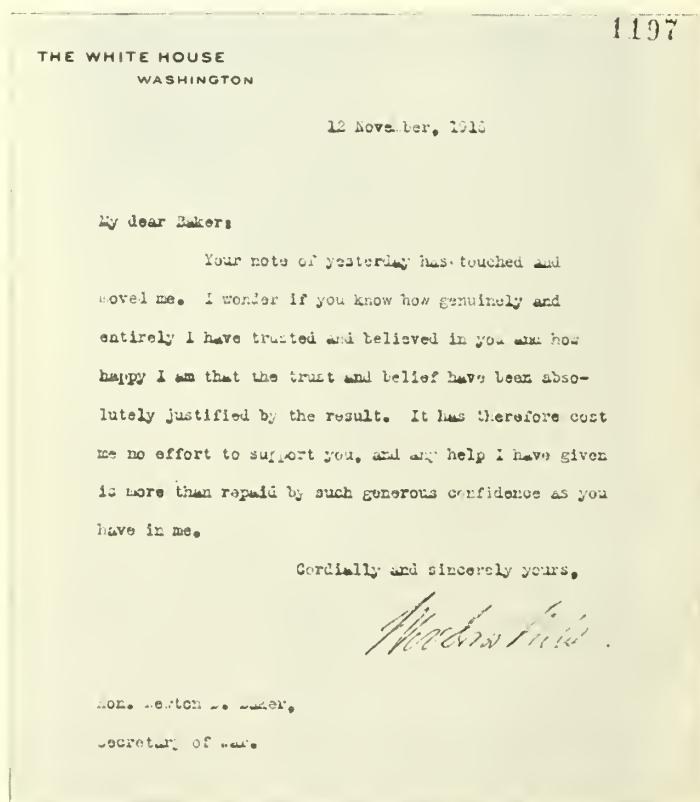 1197
THE WHITE HOUSE
WASHINGTON
12 November, 1918
My dear Baker:
Your note of yesterday has touched and
moved me. I wonder if you know how genuinely and
entirely I have trusted and believed in you and how
happy I am that the trust and belief have been abso-
lutely justified by the result. It has therefore cost
me no effort to support you, and any help I have given
is more than repaid by such generous confidence as you
have in me.
Cordially and sincerely yours,
Woodrow Wilson
Hon. Newton D. Baker,
Secretary of War.